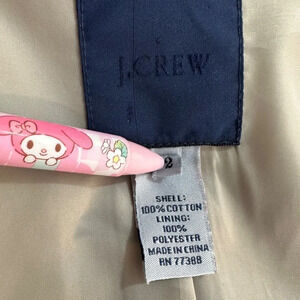 J.CREW
2
SHELL:
100% COTTON
LINING:
100%
POLYESTER
MADE IN CHINA
RN 77388